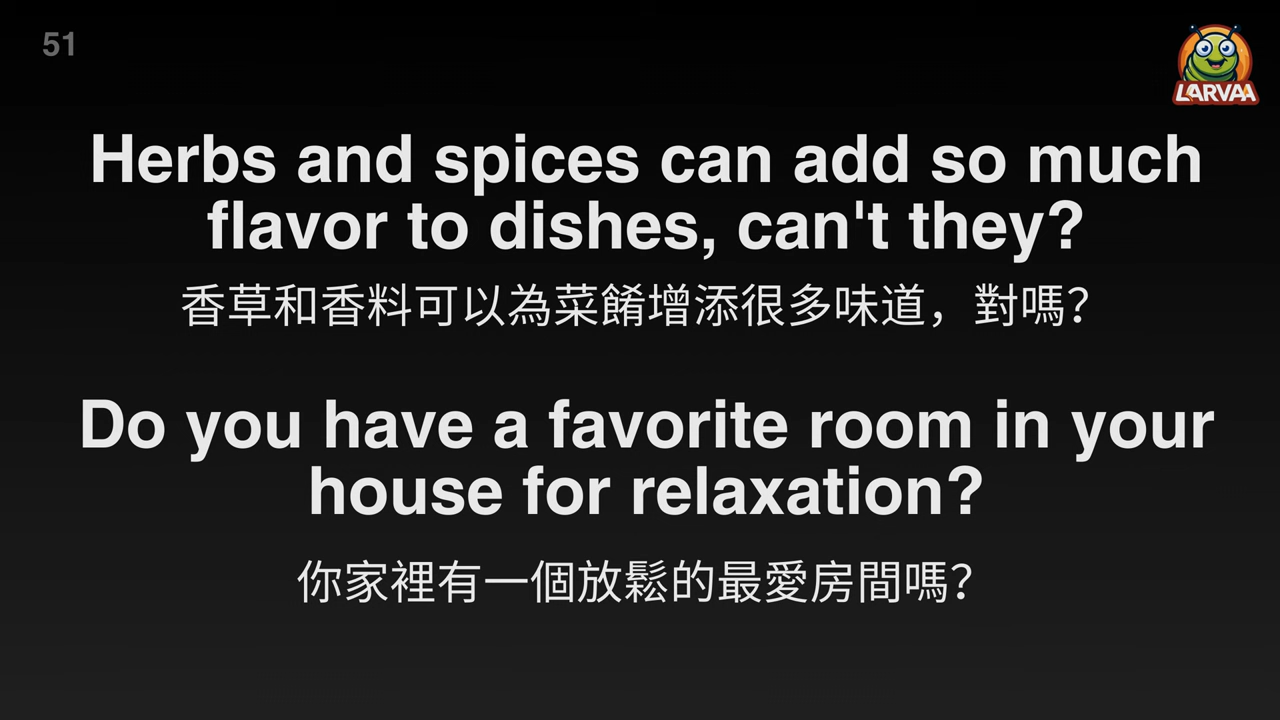 51
LARVAA
Herbs and spices can add so much
flavor to dishes, can't they?
香草和香料可以為菜餚增添很多味道，對嗎？
Do you have a favorite room in your
house for relaxation?
你家裡有一個放鬆的最愛房間嗎？